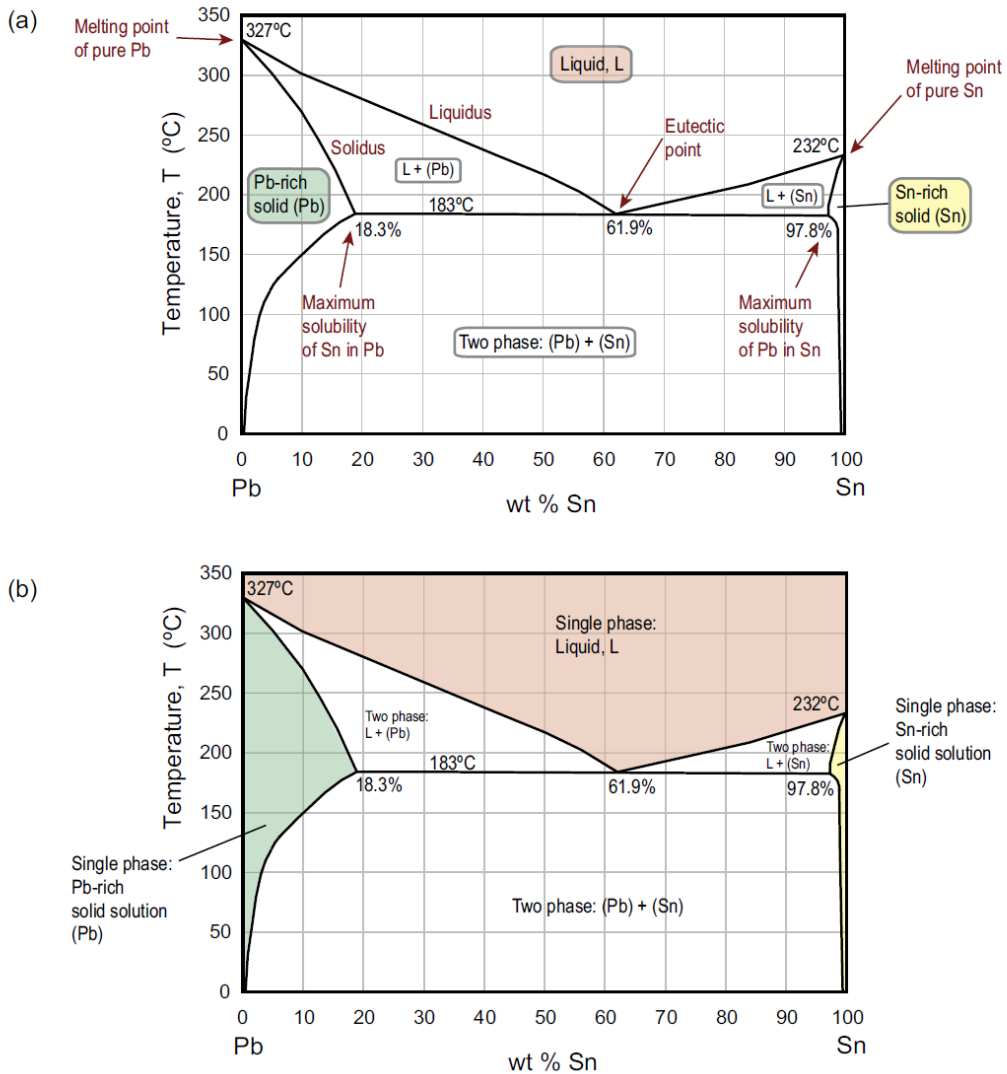 (a)
Melting point
of pure Pb
327ºC
Liquid, L
Melting point
of pure Sn
Liquidus
Eutectic
point
232ºC
Solidus
L + (Pb)
L + (Sn)
Pb-rich
solid (Pb)
Sn-rich
solid (Sn)
183ºC
18.3%
61.9%
97.8%
Maximum
solubility
of Sn in Pb
Maximum
solubility
of Pb in Sn
Two phase: (Pb) + (Sn)
Temperature, T (ºC)
350
300
250
200
150
100
50
0
0 10 20 30 40 50 60 70 80 90 100
Pb
Sn
wt % Sn
(b)
327ºC
Single phase:
Liquid, L
232ºC
Single phase:
Sn-rich
solid solution
(Sn)
Two phase:
L + (Pb)
Two phase:
L + (Sn)
183ºC
18.3%
61.9%
97.8%
Single phase:
Pb-rich
solid solution
(Pb)
Two phase: (Pb) + (Sn)
Temperature, T (ºC)
350
300
250
200
150
100
50
0
0 10 20 30 40 50 60 70 80 90 100
Pb
Sn
wt % Sn